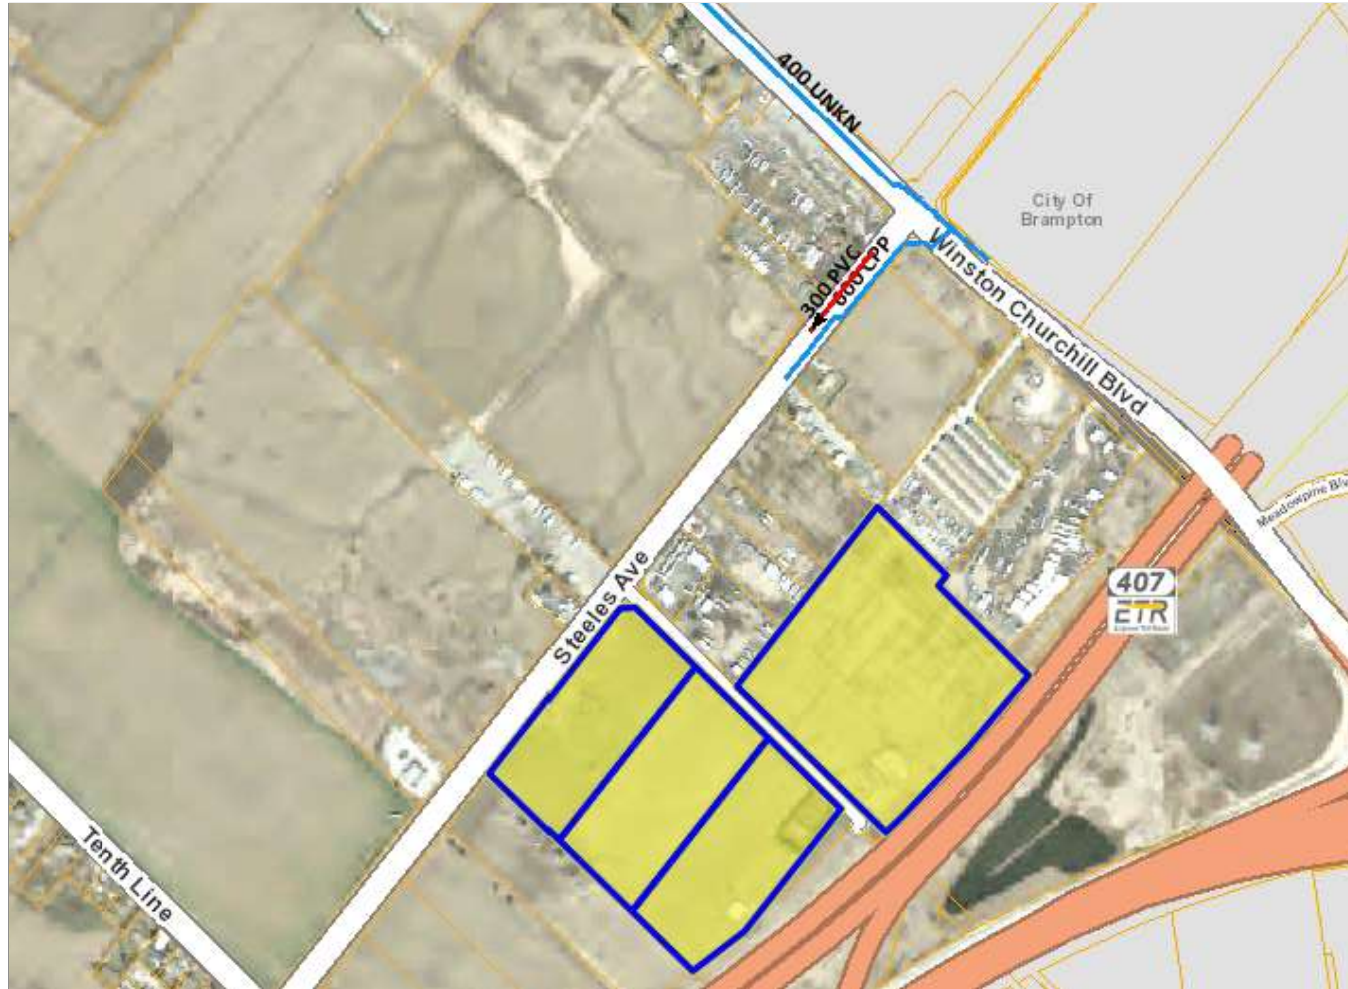 400 UNKN
City Of
Brampton
300 PVC
600 CPP
Winston Churchill Blvd
Meadowpine Blv
407
ETR
Steeles Ave
Tenth Line